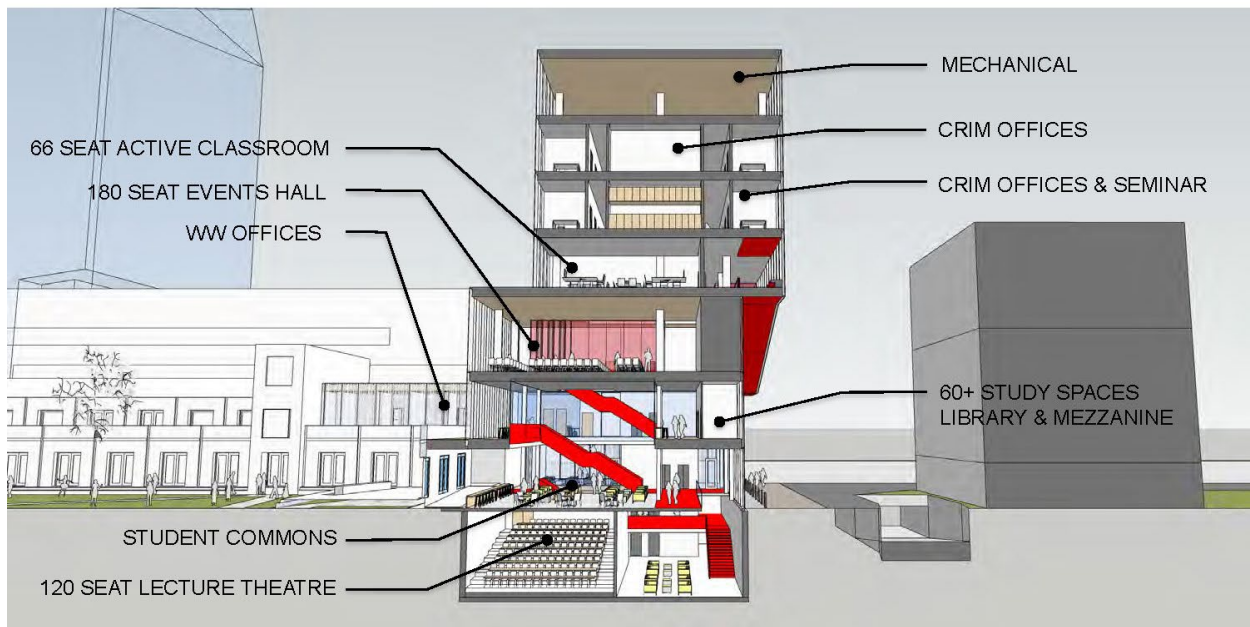 MECHANICAL
CRIM OFFICES
66 SEAT ACTIVE CLASSROOM
CRIM OFFICES & SEMINAR
180 SEAT EVENTS HALL
WW OFFICES
60+ STUDY SPACES
LIBRARY & MEZZANINE
STUDENT COMMONS
120 SEAT LECTURE THEATRE